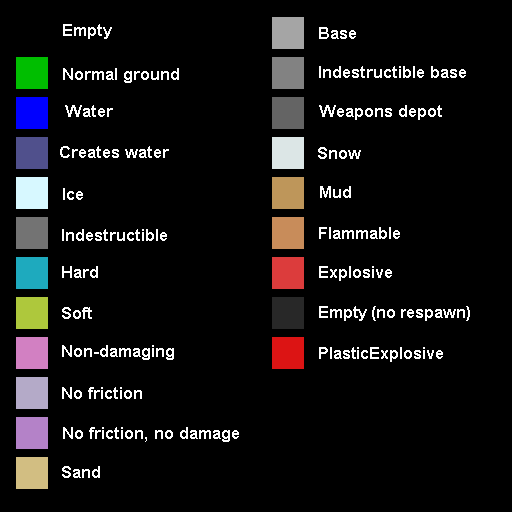 Empty
Normal ground
Water
Creates water
Ice
Indestructible
Hard
Soft
Non-damaging
No friction
No friction, no damage
Sand
Base
Indestructible base
Weapons depot
Snow
Mud
Flammable
Explosive
Empty (no respawn)
PlasticExplosive